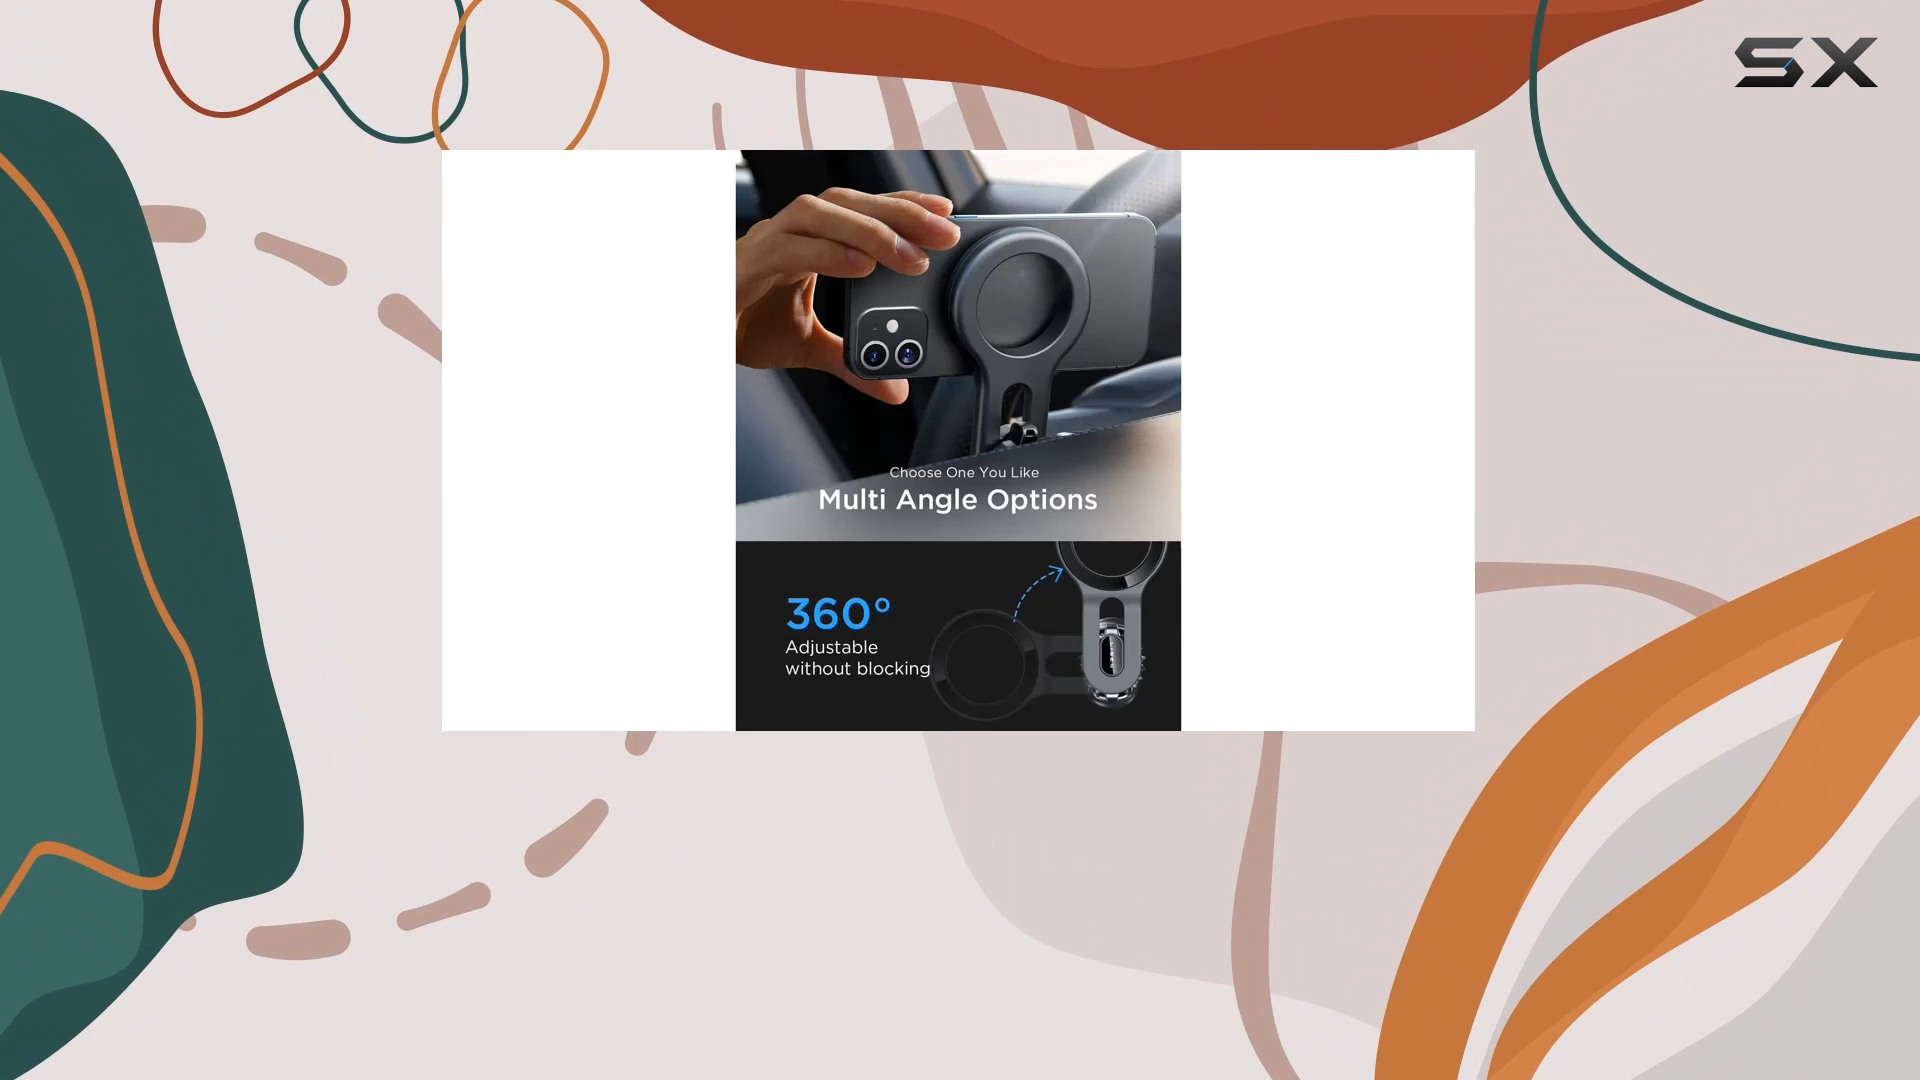 SX
Choose One You Like
Multi Angle Options
360°
Adjustable
without blocking